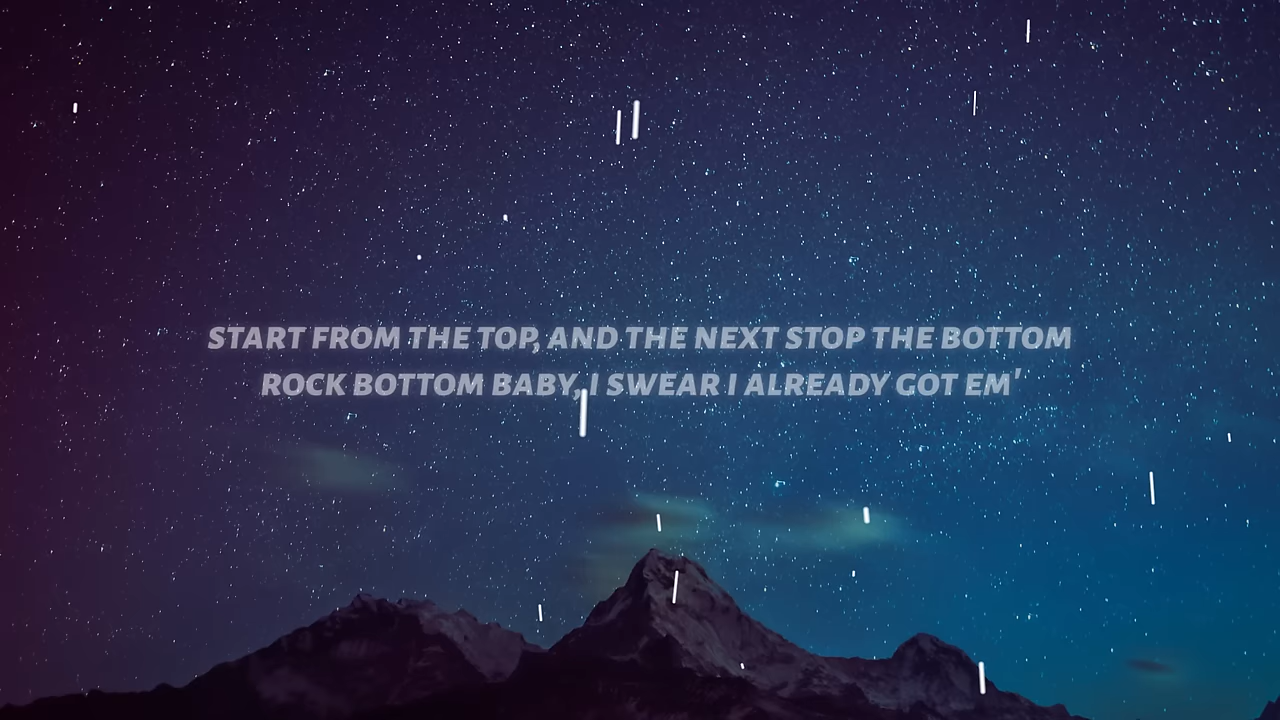 START FROM THE TOP, AND THE NEXT STOP THE BOTTOM
ROCK BOTTOM BABY, I SWEAR I ALREADY GOT EM'